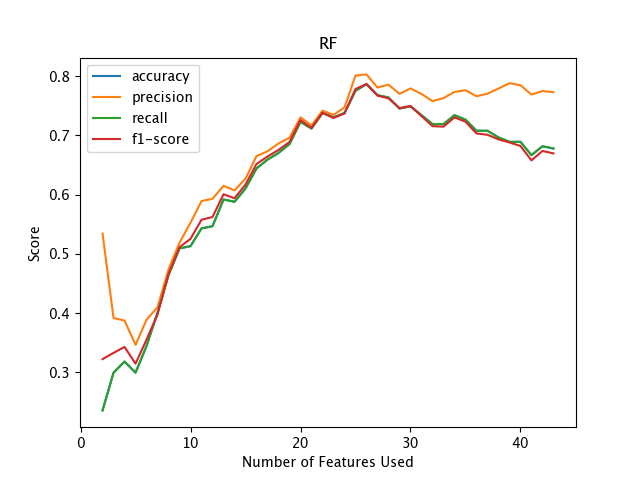 RF
accuracy
precision
recall
f1-score
0.8
0.7
0.6
0.5
0.4
0.3
Score
0 10 20 30 40
Number of Features Used